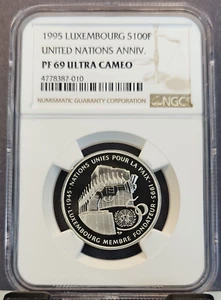 1995 LUXEMBOURG S100F
UNITED NATIONS ANNIV.
PF 69 ULTRA CAMEO
4778387-010
NUMISMATIC GUARANTY CORPORATION
NGC
1945·NATIONS UNIES POUR LA PAIX·1995
LUXEMBOURG MEMBRE FONDATEUR